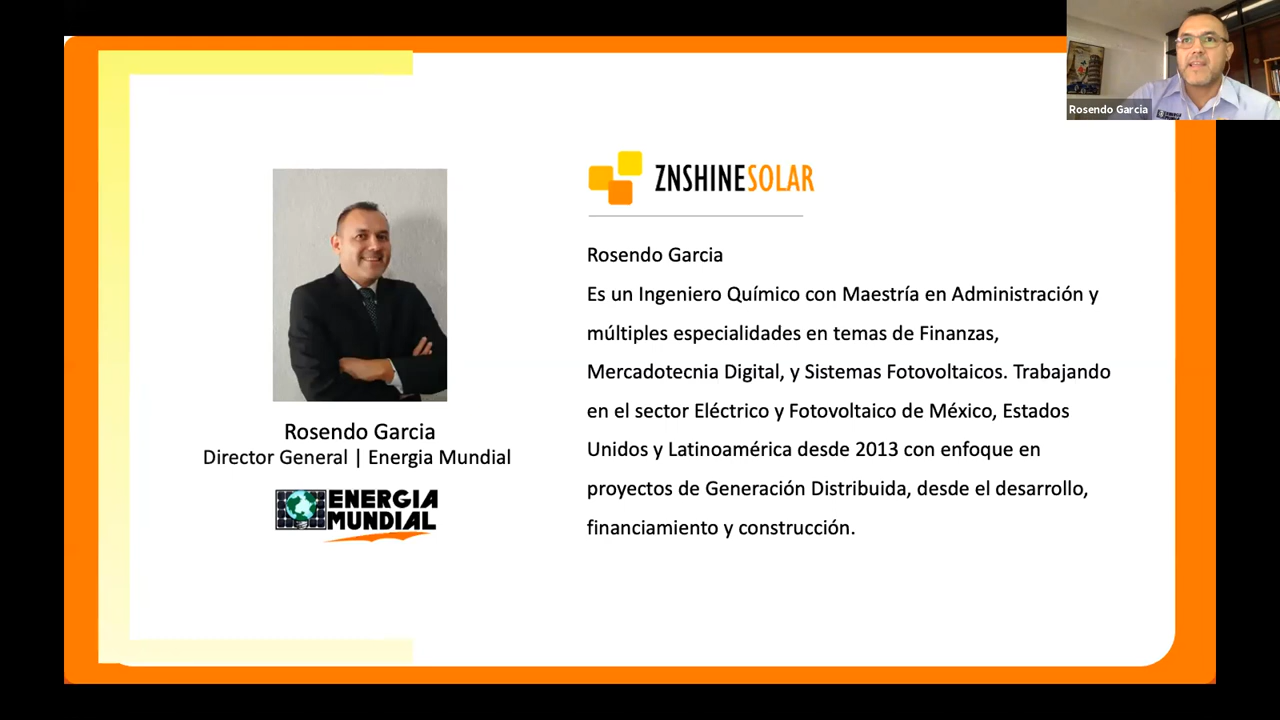 Rosendo Garcia
ZNSHINESOLAR
Rosendo Garcia
Es un Ingeniero Químico con Maestría en Administración y
múltiples especialidades en temas de Finanzas,
Mercadotecnia Digital, y Sistemas Fotovoltaicos. Trabajando
en el sector Eléctrico y Fotovoltaico de México, Estados
Unidos y Latinoamérica desde 2013 con enfoque en
proyectos de Generación Distribuida, desde el desarrollo,
financiamiento y construcción.
Rosendo Garcia
Director General | Energia Mundial
ENERGIA
MUNDIAL